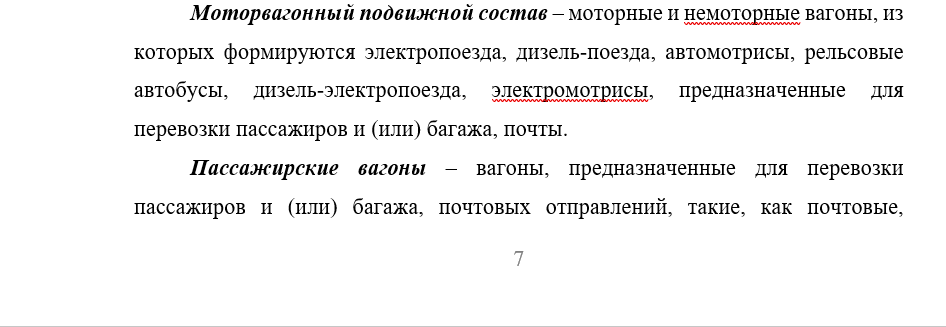 Моторвагонный подвижной состав – моторные и немоторные вагоны, из
которых формируются электропоезда, дизель-поезда, автомотрисы, рельсовые
автобусы, дизель-электропоезда, электромотрисы, предназначенные для
перевозки пассажиров и (или) багажа, почты.
Пассажирские вагоны – вагоны, предназначенные для перевозки
пассажиров и (или) багажа, почтовых отправлений, такие, как почтовые,
7